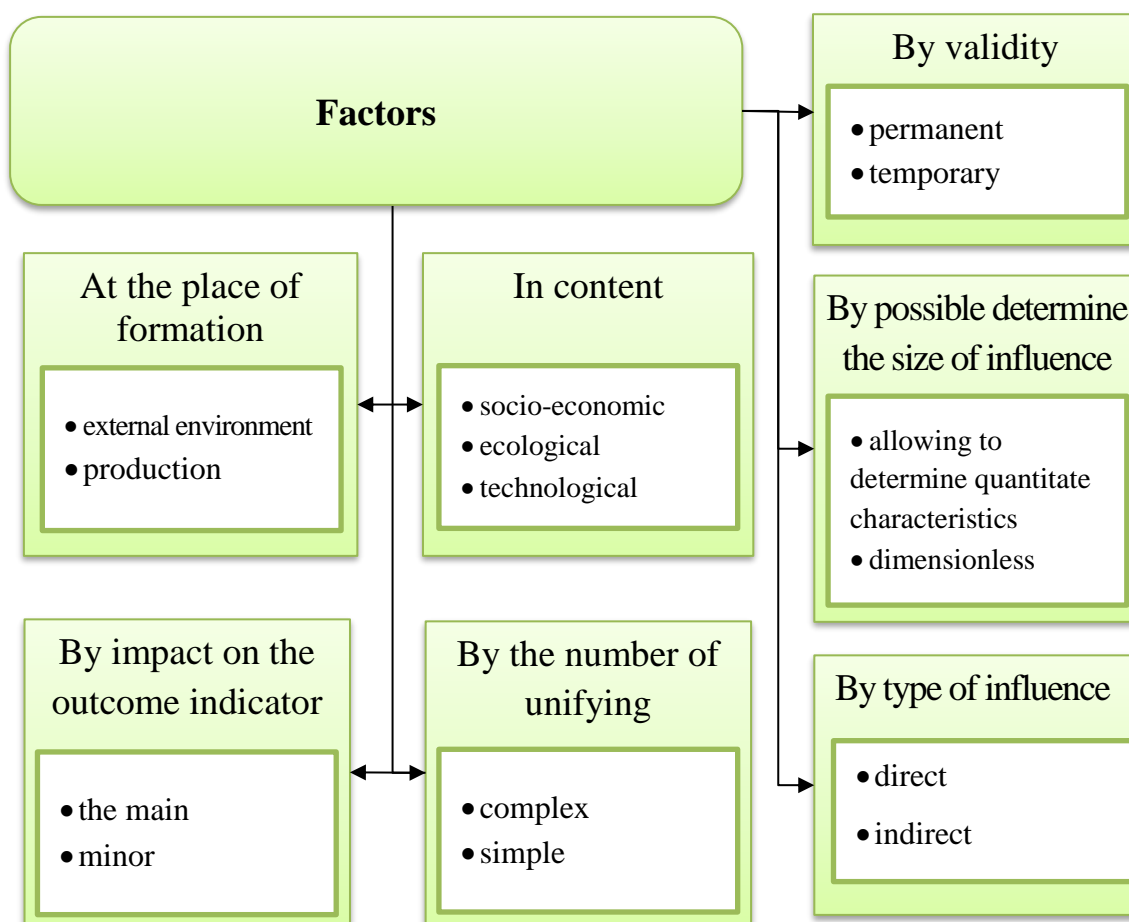 Factors
By validity
• permanent
• temporary
At the place of
formation
• external environment
• production
In content
• socio-economic
• ecological
• technological
By possible determine
the size of influence
• allowing to
determine quantitate
characteristics
• dimensionless
By impact on the
outcome indicator
• the main
• minor
By the number of
unifying
• complex
• simple
By type of influence
• direct
• indirect